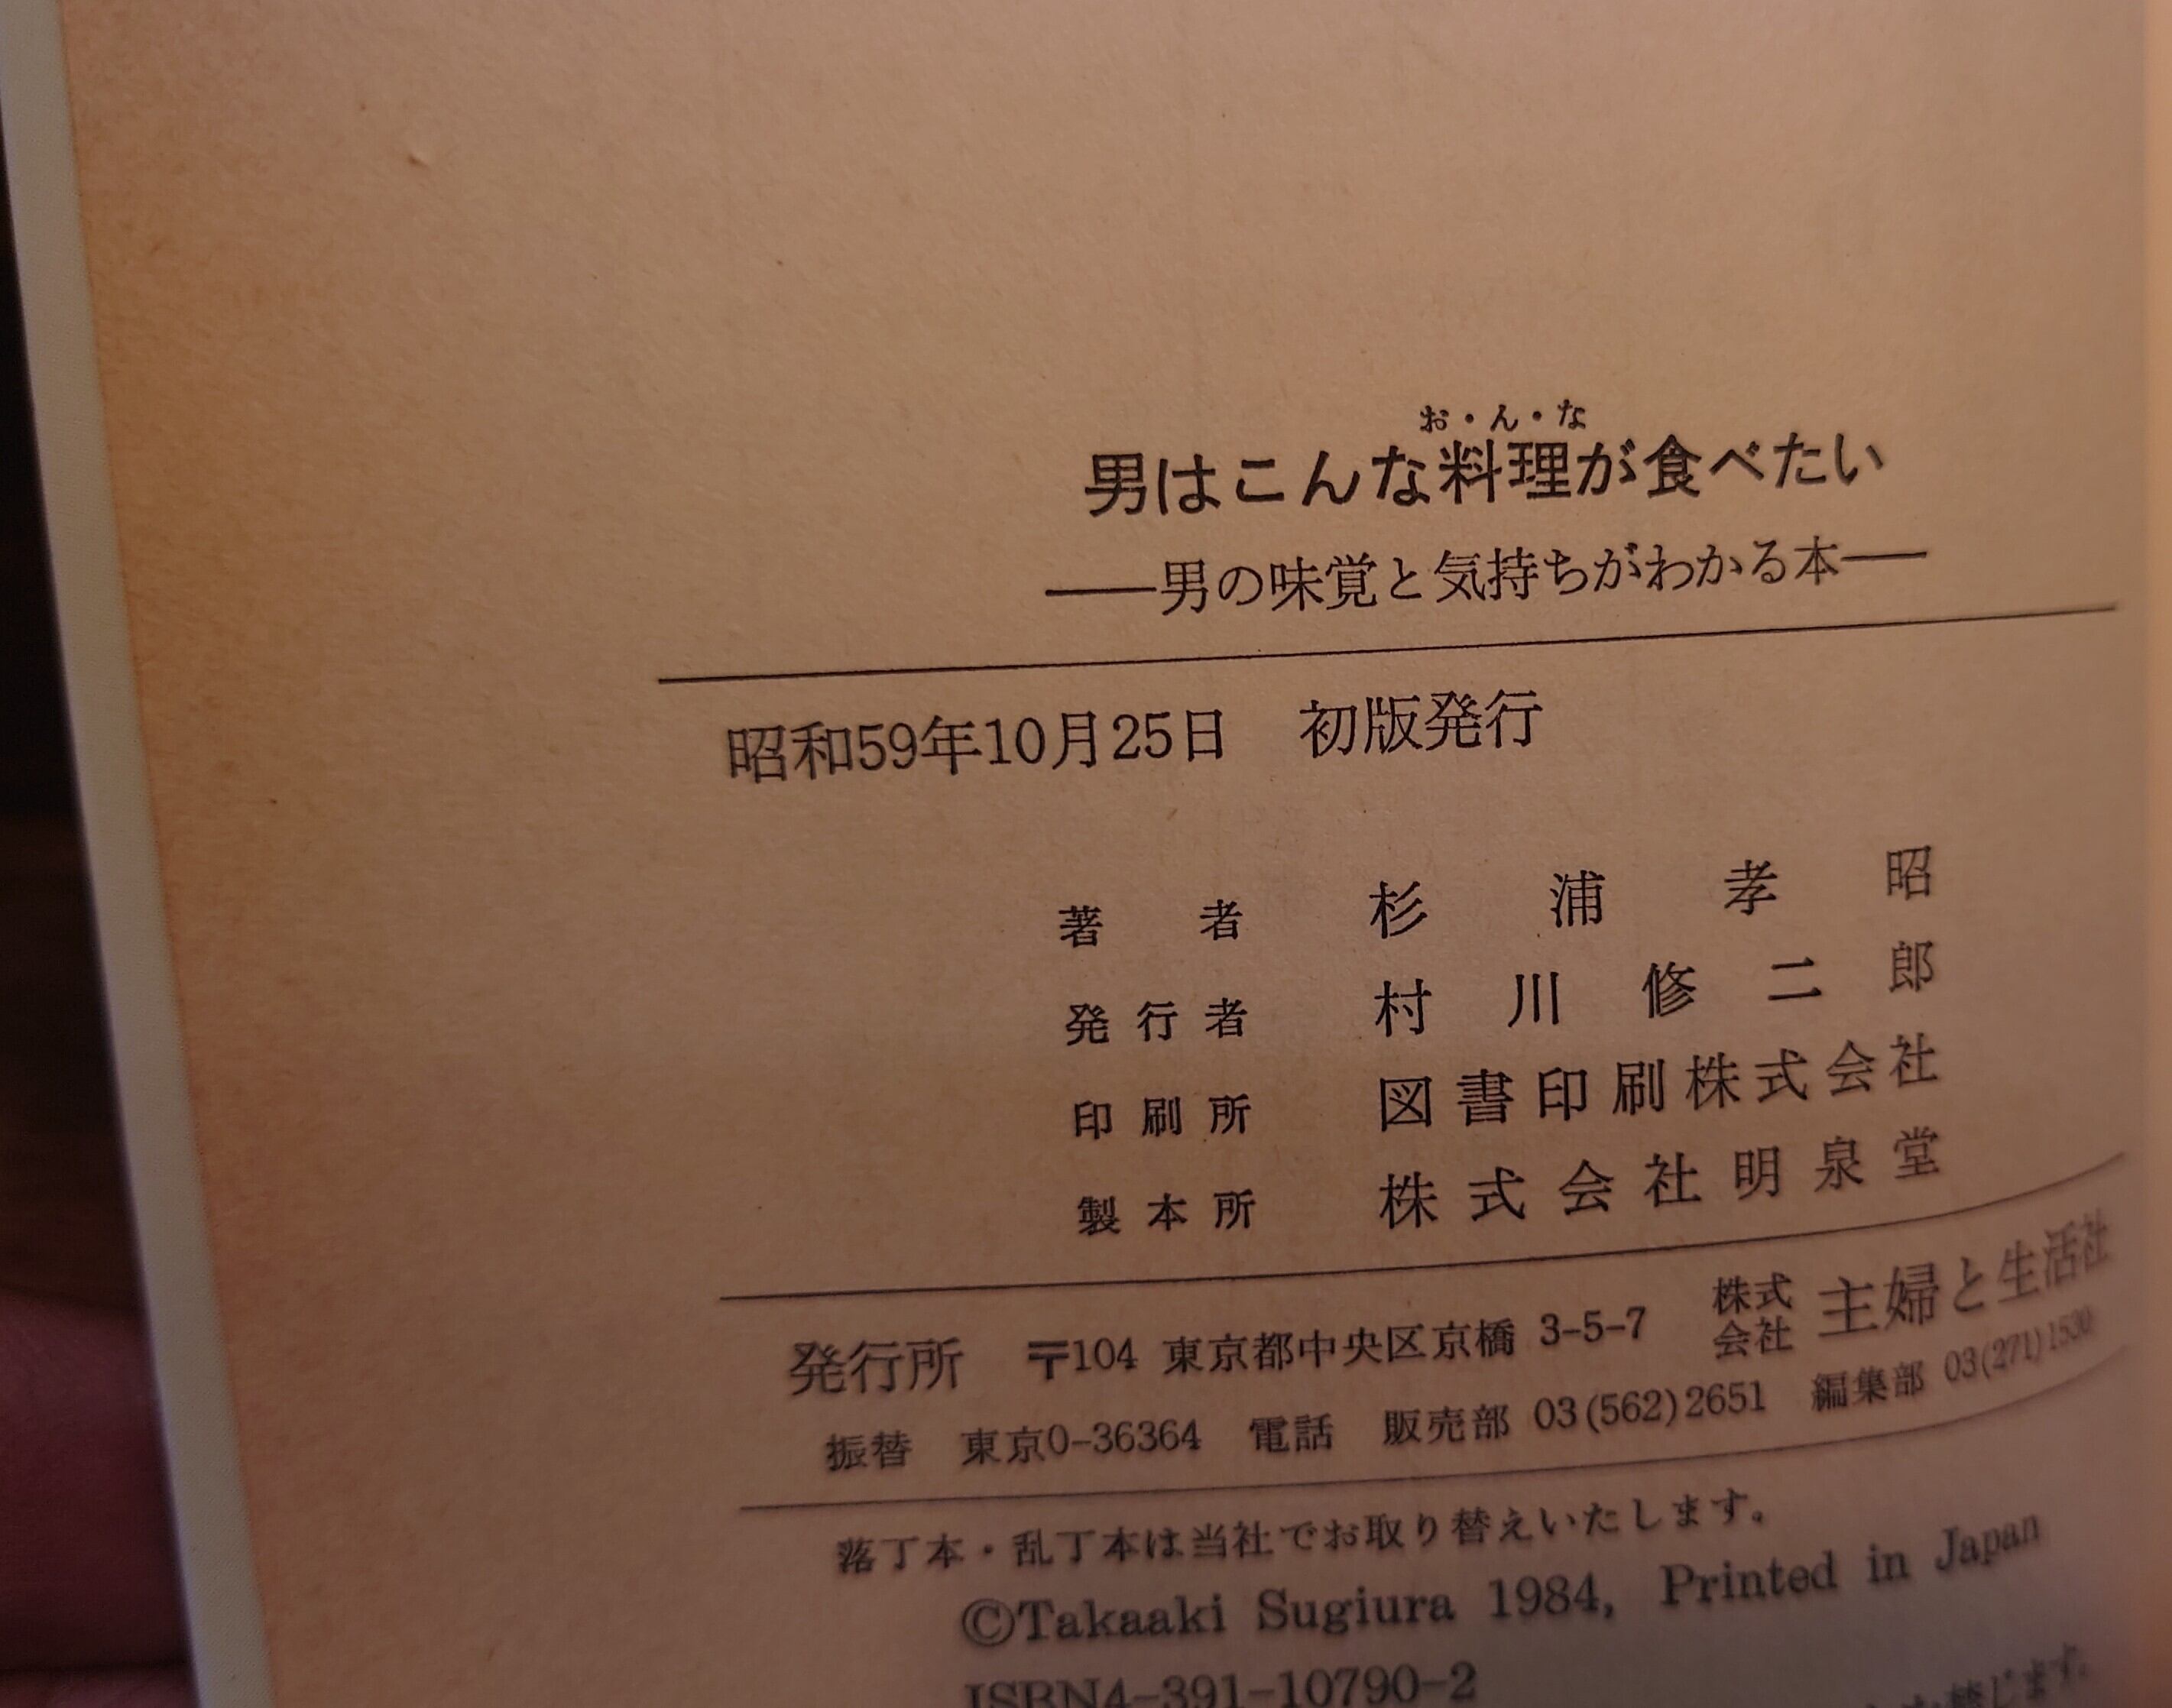 お・ん・な
男はこんな料理が食べたい
――男の味覚と気持ちがわかる本――
昭和59年10月25日 初版発行
著者 杉浦孝昭
発行者 村川修二郎
印刷所 図書印刷株式会社
製本所 株式会社明泉堂
発行所 〒104 東京都中央区京橋 3-5-7 株式会社 主婦と生活社
振替 東京0-36364 電話 販売部 03(562)2651 編集部 03(271)1530
落丁本・乱丁本は当社でお取り替えいたします。
©Takaaki Sugiura 1984, Printed in Japan
ISBN4-391-10790-2
禁じます。